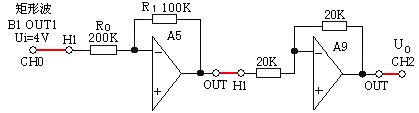 矩形波
B1 OUT1
Ui=4V
CH0
H1
R0
200K
R1 100K
A5
OUT
H1
20K
20K
A9
OUT
U0
CH2